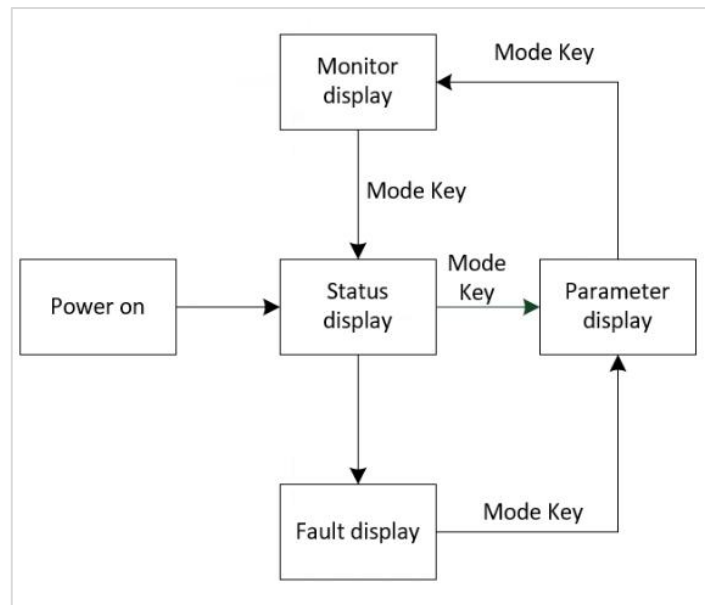 Mode Key
Monitor
display
Mode Key
Mode
Key
Power on
Status
display
Parameter
display
Fault display
Mode Key